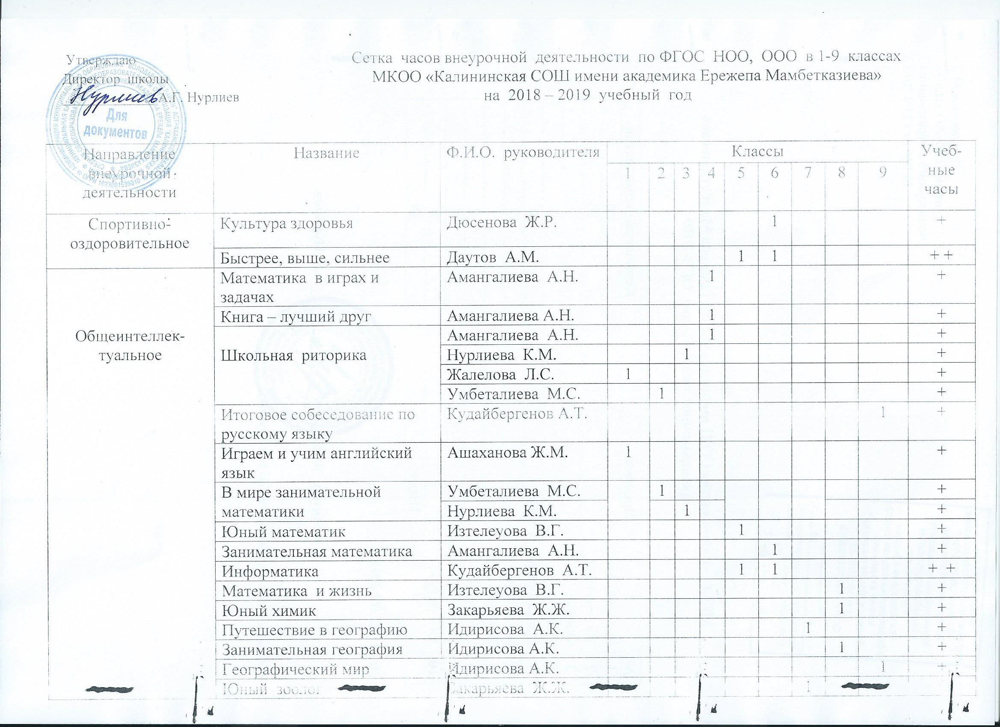 Утверждаю
Директор школы
Нурлиев А.Г. Нурлиев
Для
документов
Сетка часов внеурочной деятельности по ФГОС НОО, ООО в 1-9 классах
МКОО «Калининская СОШ имени академика Ережепа Мамбетказиева»
на 2018 – 2019 учебный год
Направление внеурочной деятельности Название Ф.И.О. руководителя Классы Учеб-ные часы
1 2 3 4 5 6 7 8 9
Спортивно-оздоровительное
Культура здоровья Дюсенова Ж.Р. 1 +
Быстрее, выше, сильнее Даутов А.М. 1 1 + +
Общеинтеллек-туальное
Математика в играх и
задачах Амангалиева А.Н. 1 +
Книга – лучший друг Амангалиева А.Н. 1 +
Школьная риторика
Амангалиева А.Н. 1 +
Нурлиева К.М. 1 +
Жалелова Л.С. 1 +
Умбеталиева М.С. 1 +
Итоговое собеседование по
русскому языку Кудайбергенов А.Т. 1 +
Играем и учим английский
язык Ашаханова Ж.М. 1 +
В мире занимательной
математики
Умбеталиева М.С. 1 +
Нурлиева К.М. 1 +
Юный математик Изтелеуова В.Г. 1 +
Занимательная математика Амангалиева А.Н. 1 +
Информатика Кудайбергенов А.Т. 1 1 + +
Математика и жизнь Изтелеуова В.Г. 1 +
Юный химик Закарьяева Ж.Ж. 1 +
Путешествие в географию Идирисова А.К. 1 +
Занимательная география Идирисова А.К. 1 +
Географический мир Идирисова А.К. 1 +
Юный зоолог Закарьяева Ж.Ж. 1